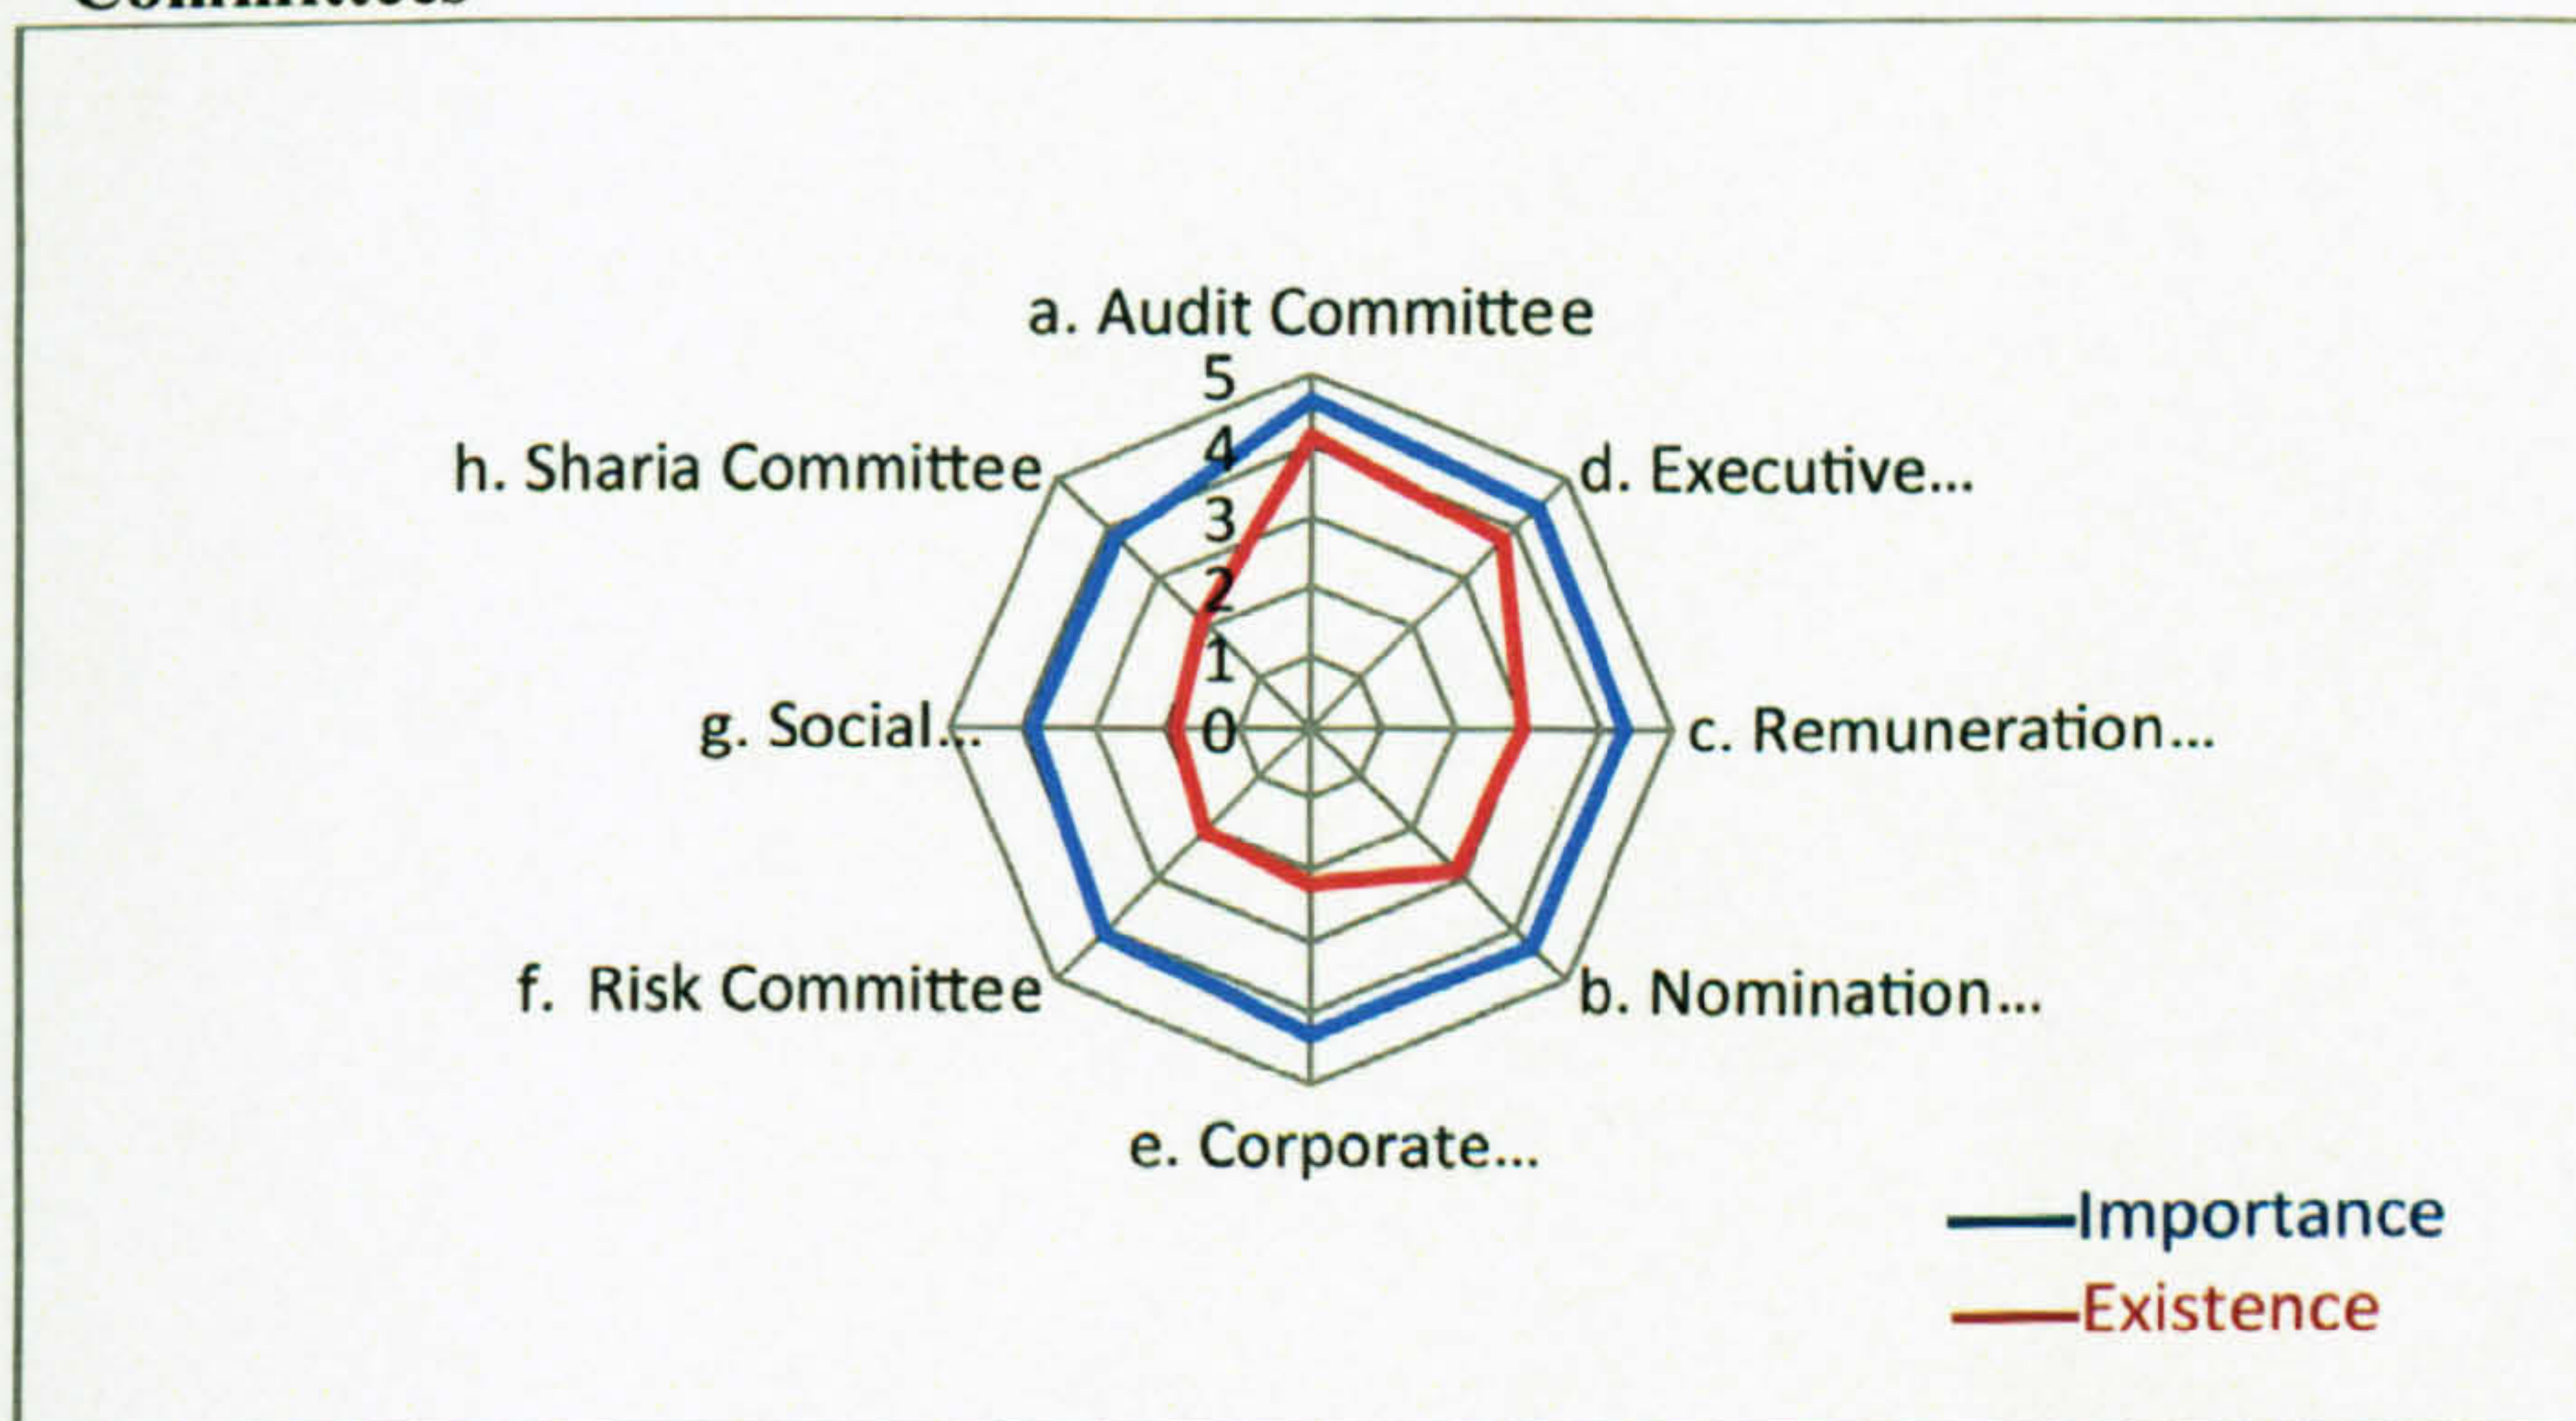 a. Audit Committee
5
h. Sharia Committee
4
d. Executive...
3
2
1
g. Social...
0
c. Remuneration...
f. Risk Committee
b. Nomination...
e. Corporate...
Importance
Existence